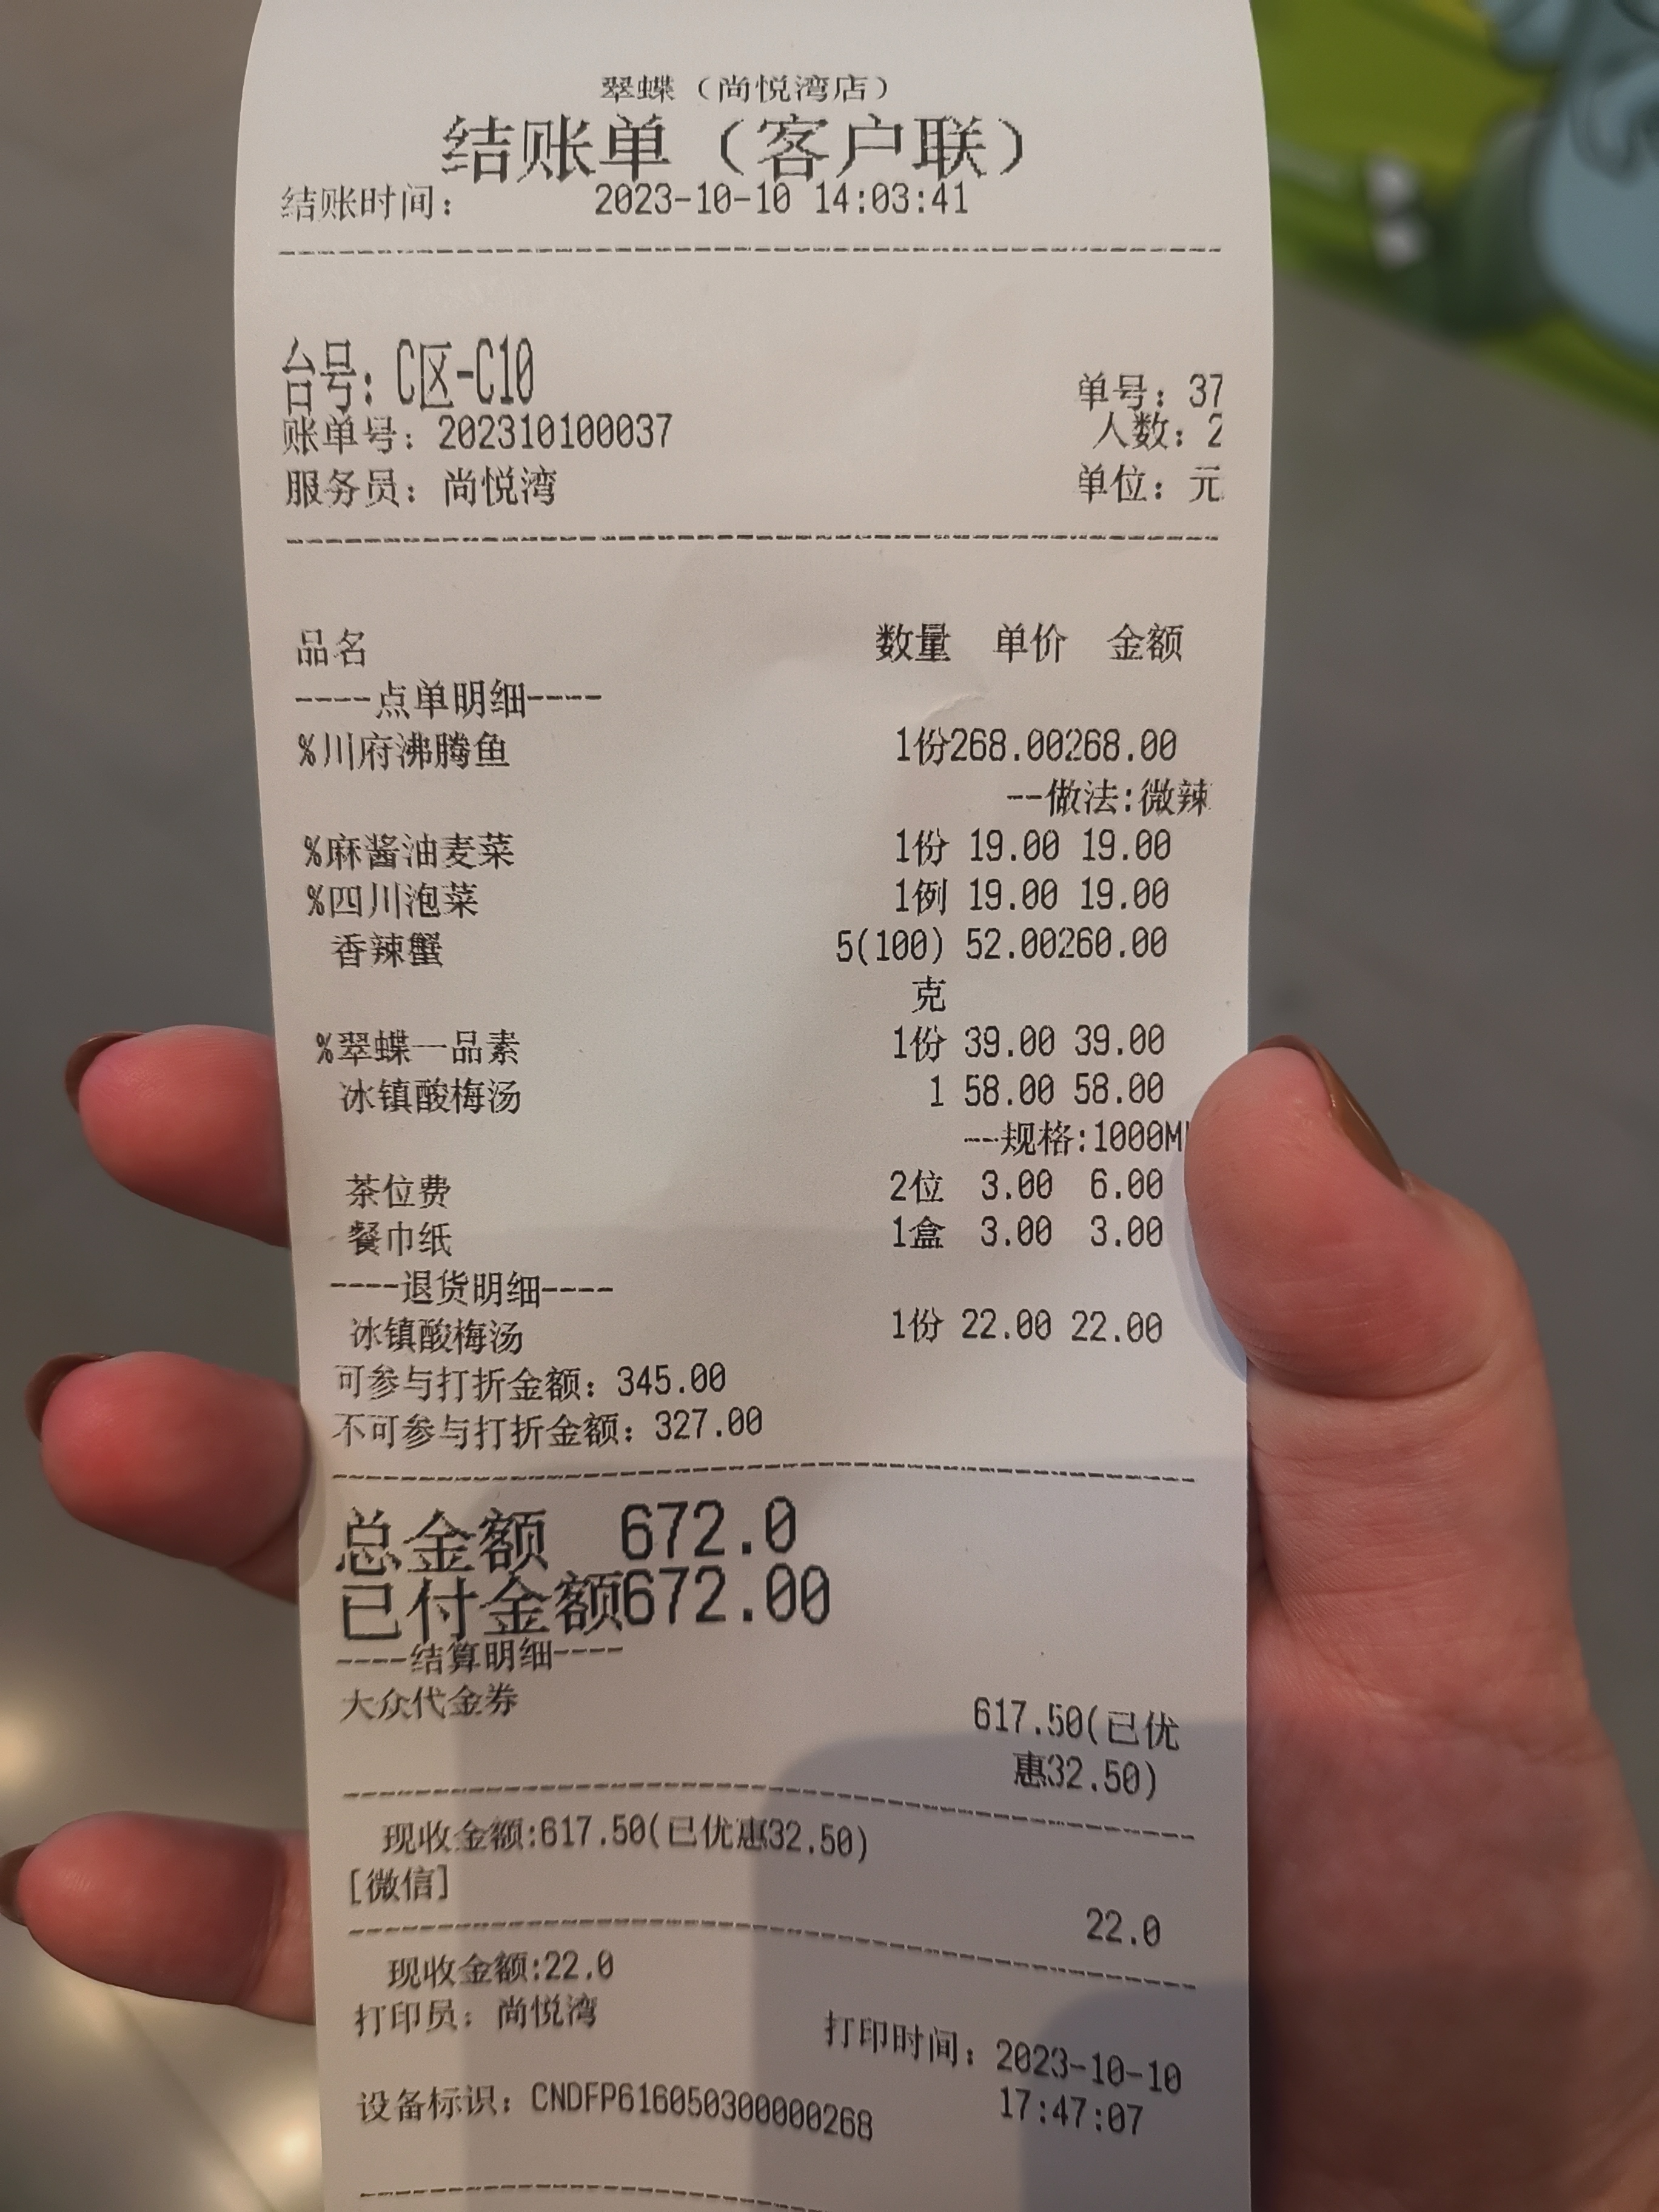 翠蝶（尚悦湾店）
结账单（客户联）
结账时间： 2023-10-10 14:03:41
台号：C区-C10
单号：37
账单号：202310100037
人数：2
服务员：尚悦湾
单位：元
品名 数量 单价 金额
----点单明细----
%川府沸腾鱼 1份268.00268.00
--做法:微辣
%麻酱油麦菜 1份 19.00 19.00
%四川泡菜 1例 19.00 19.00
香辣蟹 5(100) 52.00260.00
克
%翠蝶一品素 1份 39.00 39.00
冰镇酸梅汤 1 58.00 58.00
--规格:1000M
茶位费 2位 3.00 6.00
餐巾纸 1盒 3.00 3.00
----退货明细----
冰镇酸梅汤 1份 22.00 22.00
可参与打折金额：345.00
不可参与打折金额：327.00
总金额 672.0
已付金额672.00
----结算明细----
大众代金券 617.50(已优
惠32.50)
现收金额:617.50(已优惠32.50)
[微信]
22.0
现收金额:22.0
打印员：尚悦湾
打印时间：2023-10-10
17:47:07
设备标识：CNDFP616050300000268